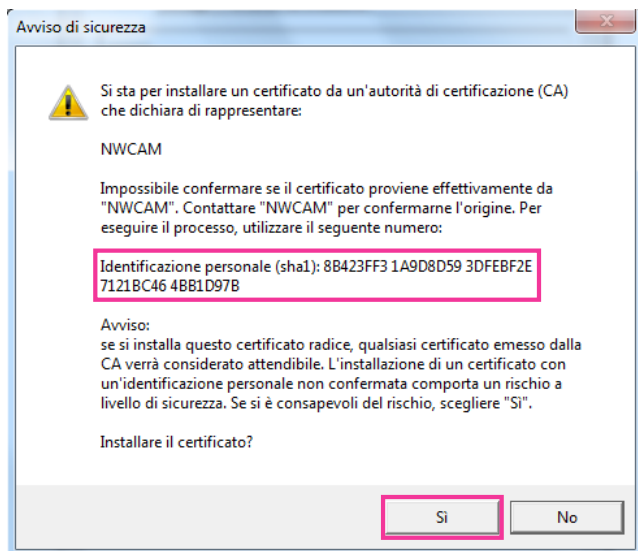 Avviso di sicurezza
Si sta per installare un certificato da un'autorità di certificazione (CA)
che dichiara di rappresentare:
NWCAM
Impossibile confermare se il certificato proviene effettivamente da
"NWCAM". Contattare "NWCAM" per confermarne l'origine. Per
eseguire il processo, utilizzare il seguente numero:
Identificazione personale (sha1): 8B423FF3 1A9D8D59 3DFEBF2E
7121BC46 4BB1D97B
Avviso:
se si installa questo certificato radice, qualsiasi certificato emesso dalla
CA verrà considerato attendibile. L'installazione di un certificato con
un'identificazione personale non confermata comporta un rischio a
livello di sicurezza. Se si è consapevoli del rischio, scegliere "Sì".
Installare il certificato?
Sì
No